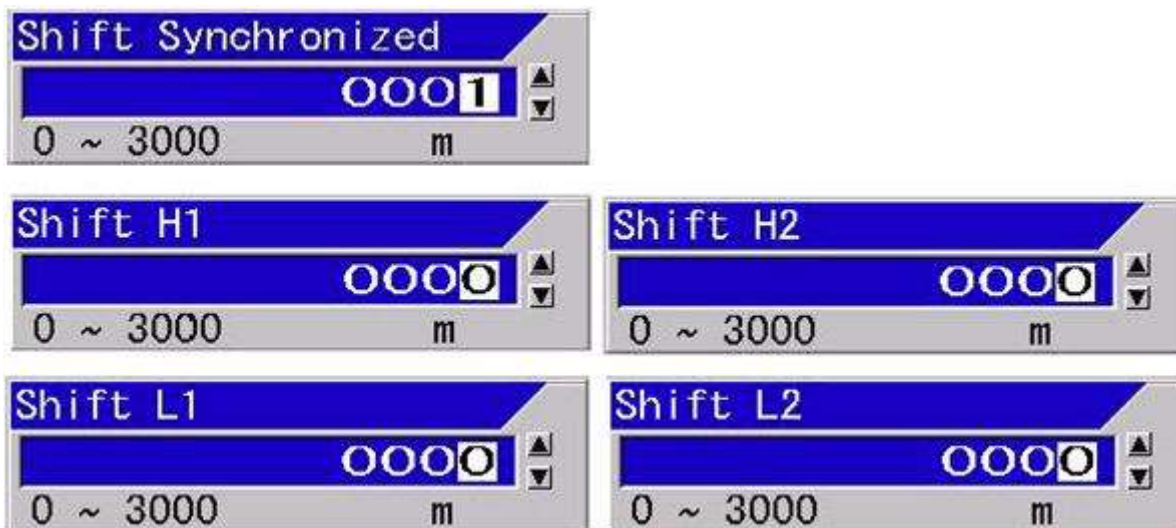 Shift Synchronized
0001
0 ~ 3000 m
Shift H1
0000
0 ~ 3000 m
Shift H2
0000
0 ~ 3000 m
Shift L1
0000
0 ~ 3000 m
Shift L2
0000
0 ~ 3000 m